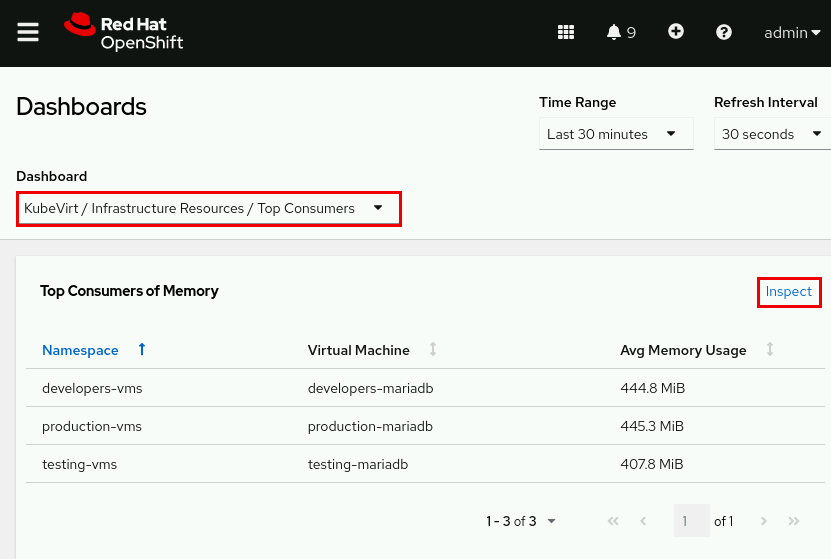 Red Hat
OpenShift
9
admin
Dashboards
Time Range
Refresh Interval
Last 30 minutes
30 seconds
Dashboard
KubeVirt / Infrastructure Resources / Top Consumers
Top Consumers of Memory
Inspect
Namespace Virtual Machine Avg Memory Usage
developers-vms developers-mariadb 444.8 MiB
production-vms production-mariadb 445.3 MiB
testing-vms testing-mariadb 407.8 MiB
1 - 3 of 3 1 of 1